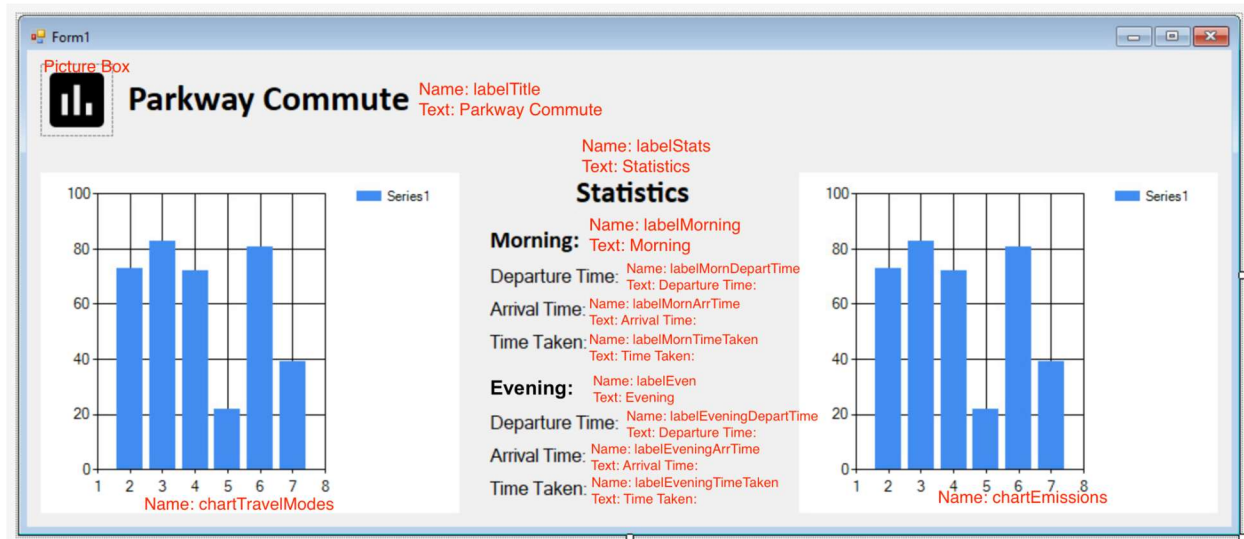 Form1
Picture Box
Parkway Commute
Name: labelTitle
Text: Parkway Commute
Name: labelStats
Text: Statistics
Statistics
100
80
60
40
20
0
1 2 3 4 5 6 7 8
Series1
Name: chartTravelModes
Morning:
Name: labelMorning
Text: Morning
Departure Time:
Name: labelMornDepartTime
Text: Departure Time:
Arrival Time:
Name: labelMornArrTime
Text: Arrival Time:
Time Taken:
Name: labelMornTimeTaken
Text: Time Taken:
Evening:
Name: labelEven
Text: Evening
Departure Time:
Name: labelEveningDepartTime
Text: Departure Time:
Arrival Time:
Name: labelEveningArrTime
Text: Arrival Time:
Time Taken:
Name: labelEveningTimeTaken
Text: Time Taken:
100
80
60
40
20
0
1 2 3 4 5 6 7 8
Series1
Name: chartEmissions